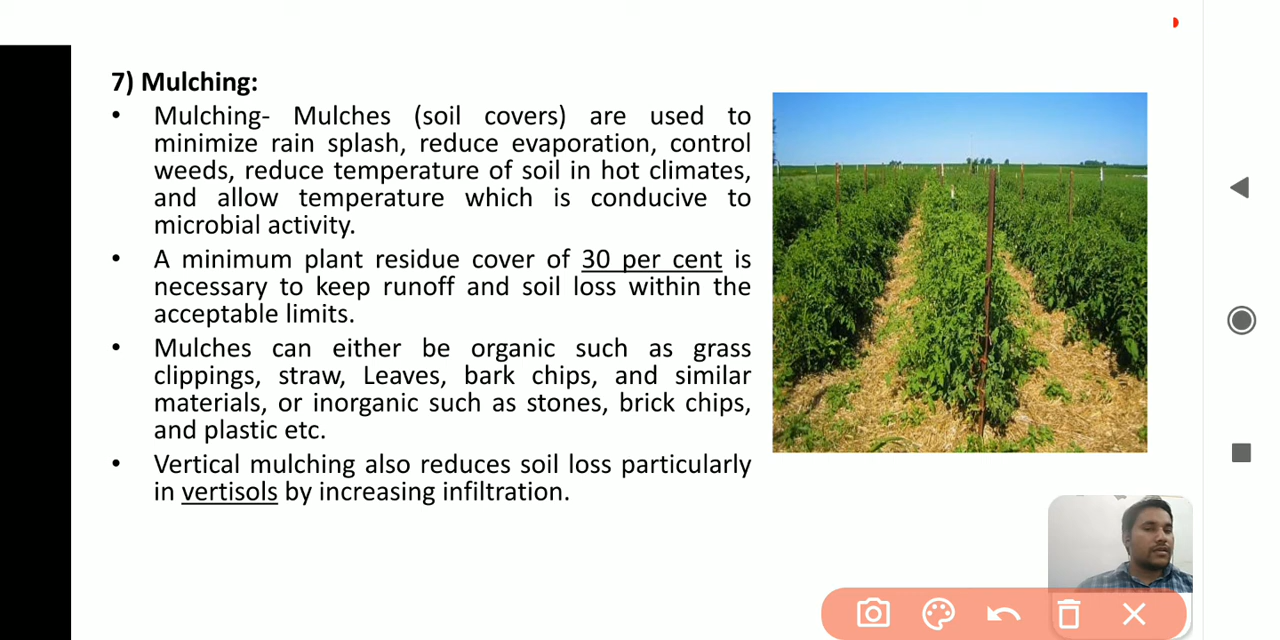 7) Mulching:
• Mulching- Mulches (soil covers) are used to
minimize rain splash, reduce evaporation, control
weeds, reduce temperature of soil in hot climates,
and allow temperature which is conducive to
microbial activity.
• A minimum plant residue cover of 30 per cent is
necessary to keep runoff and soil loss within the
acceptable limits.
• Mulches can either be organic such as grass
clippings, straw, Leaves, bark chips, and similar
materials, or inorganic such as stones, brick chips,
and plastic etc.
• Vertical mulching also reduces soil loss particularly
in vertisols by increasing infiltration.